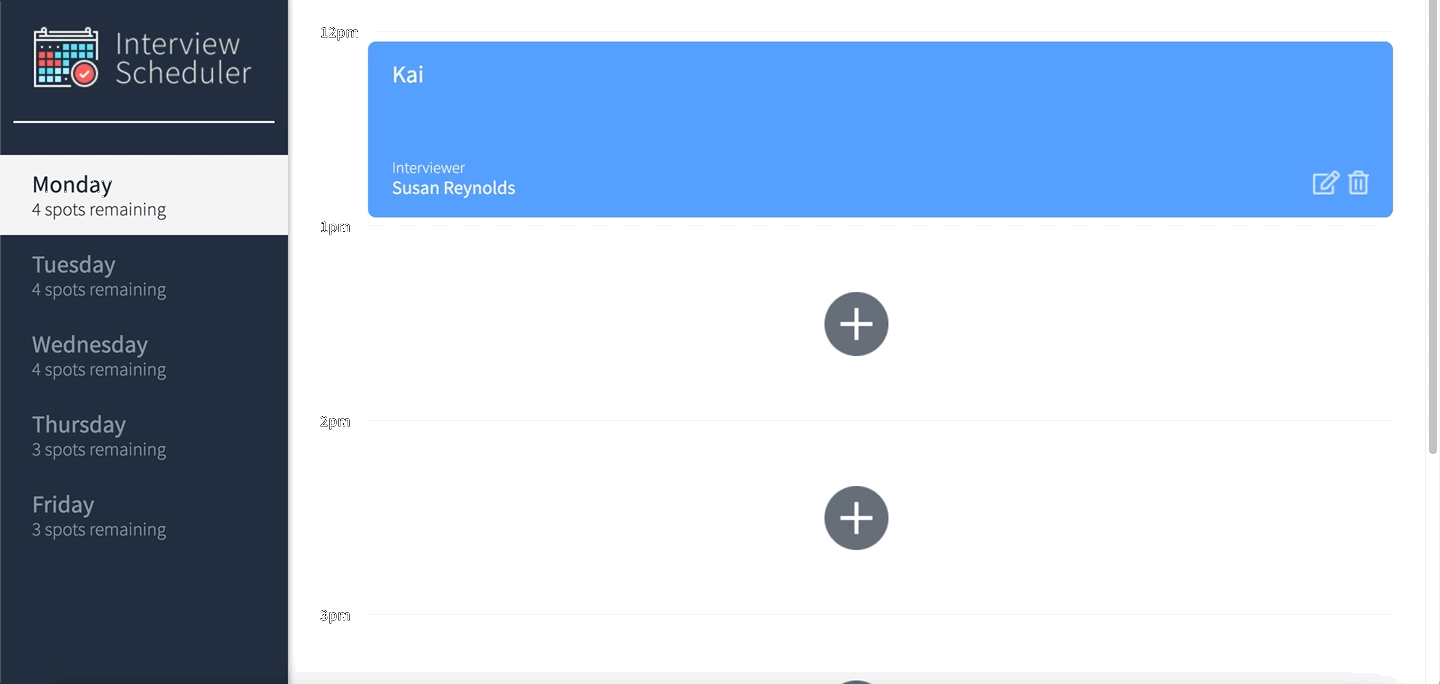 Interview
Scheduler
Monday
4 spots remaining
Tuesday
4 spots remaining
Wednesday
4 spots remaining
Thursday
3 spots remaining
Friday
3 spots remaining
12pm
Kai
Interviewer
Susan Reynolds
1pm
2pm
3pm